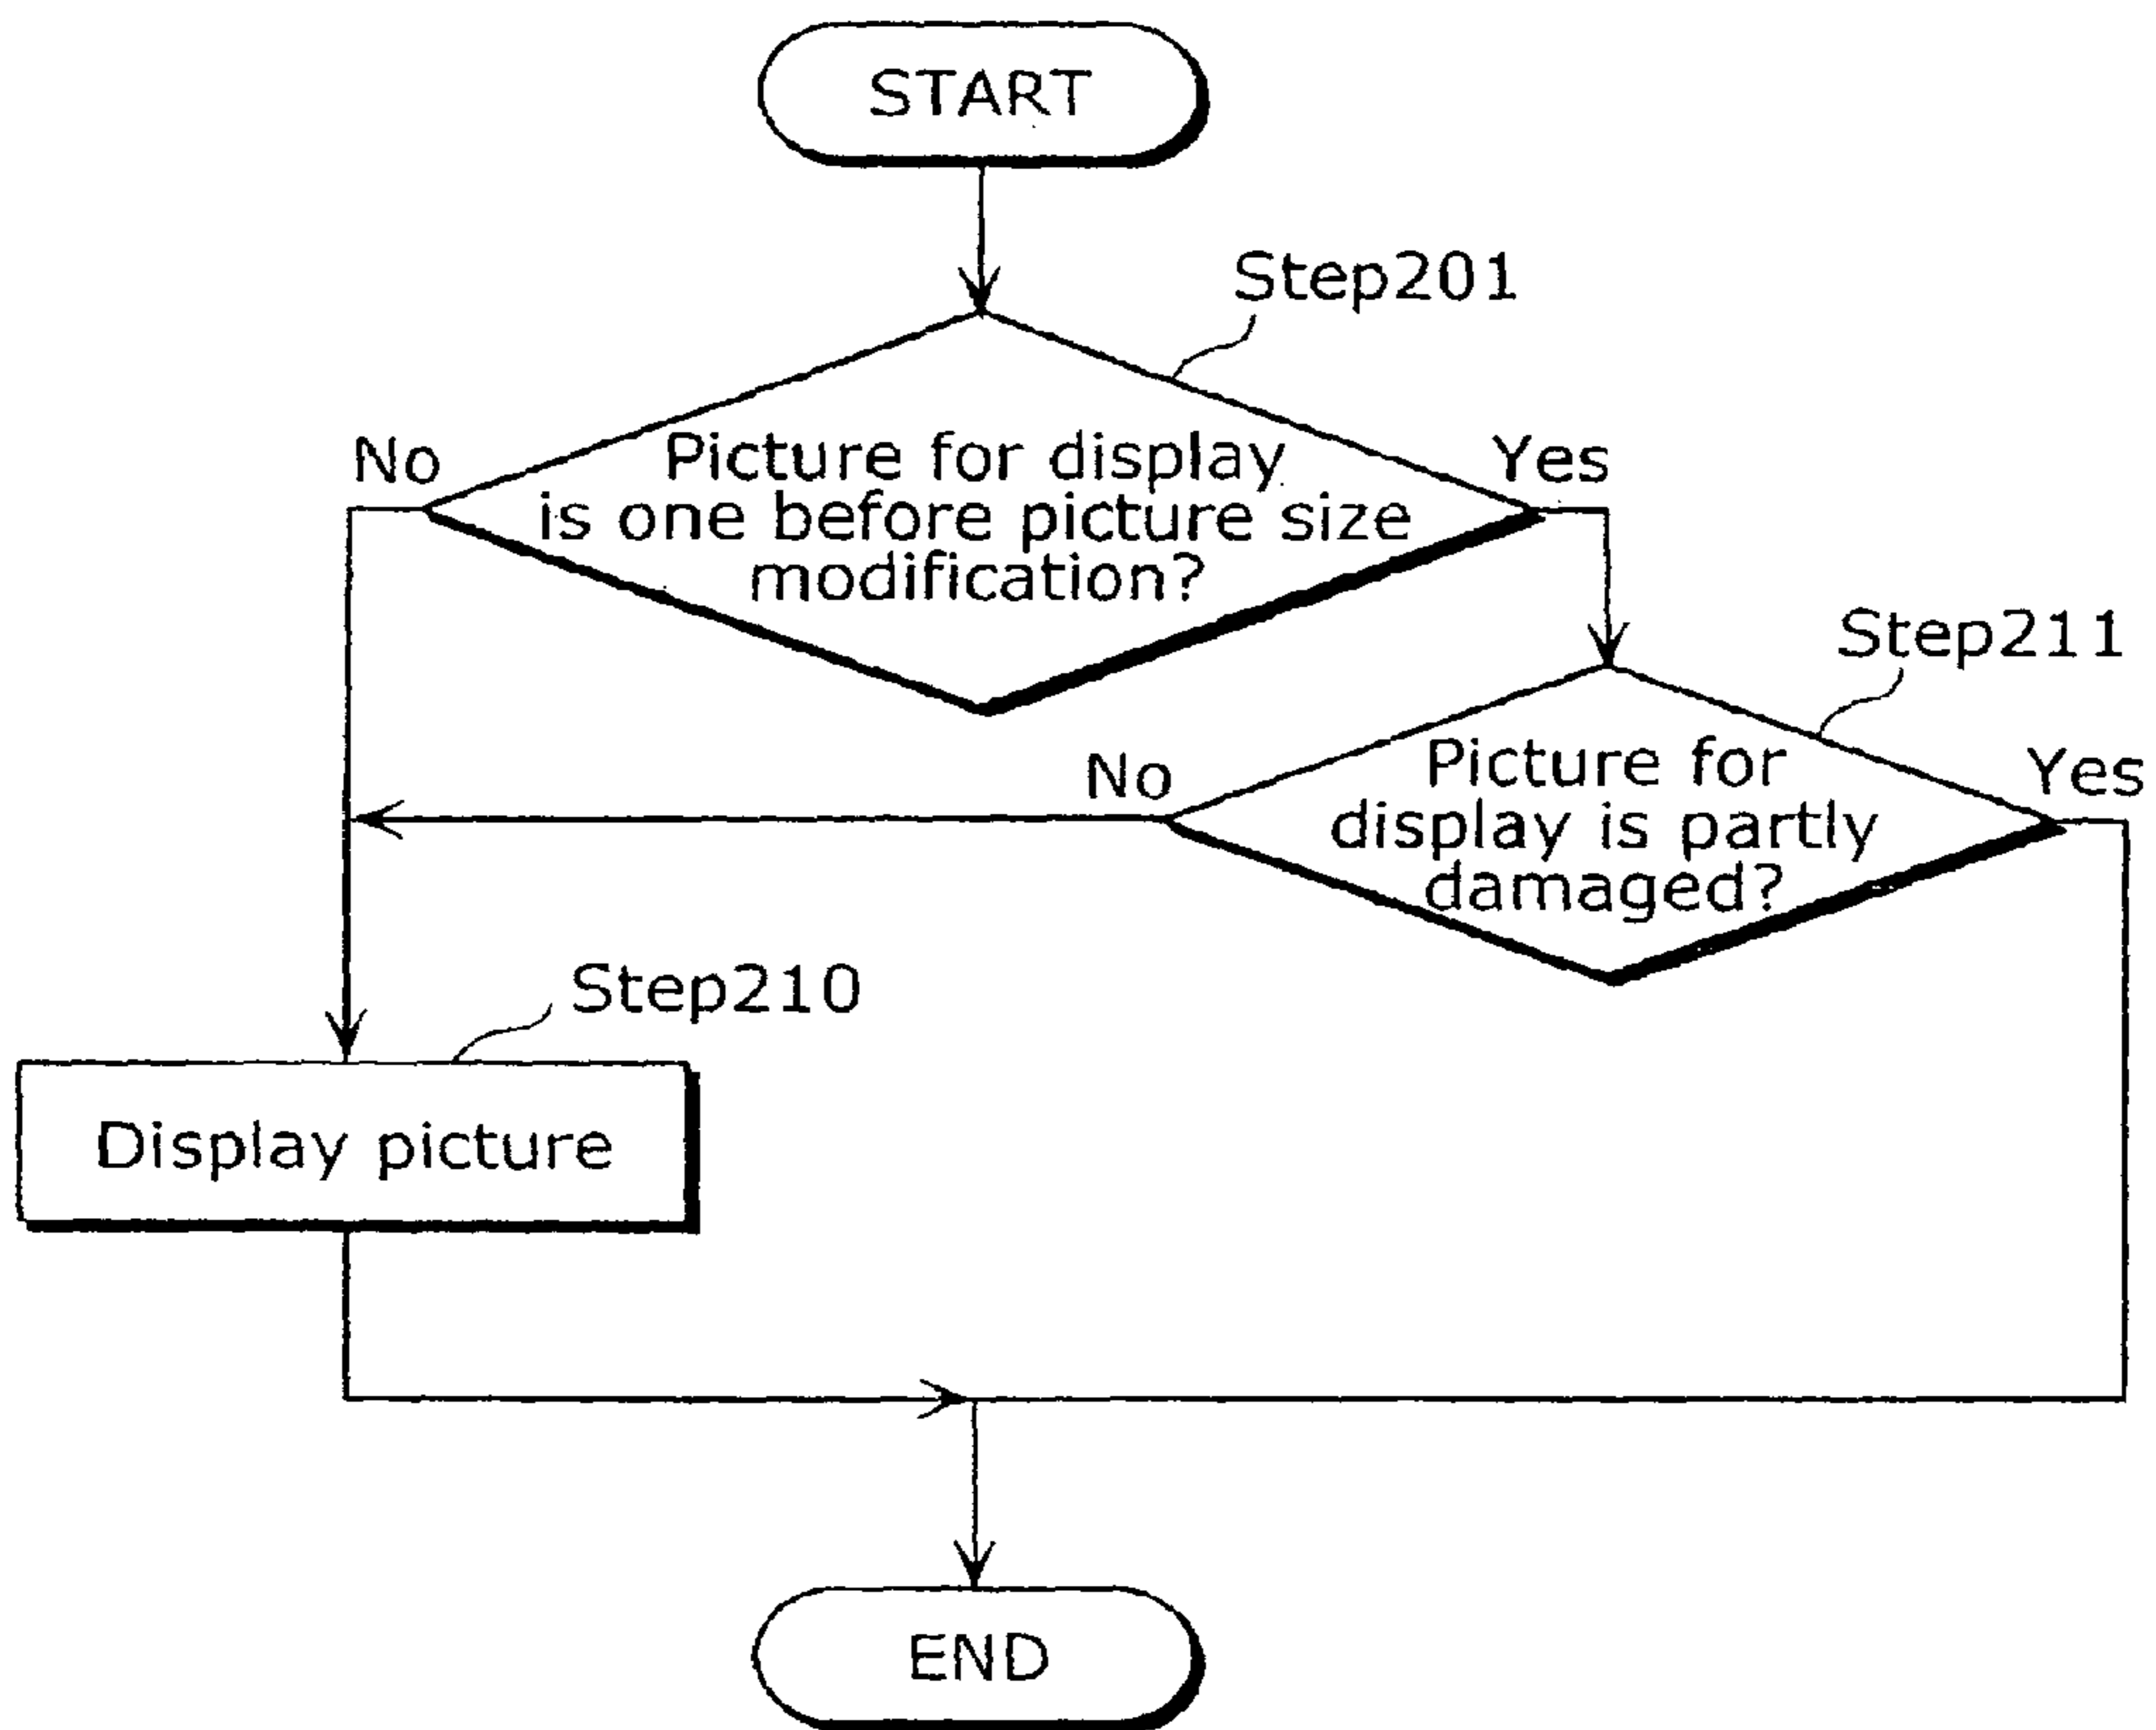 START
Step201
No
Picture for display
is one before picture size
modification?
Yes
Step211
No
Picture for
display is partly
damaged?
Yes
Step210
Display picture
END